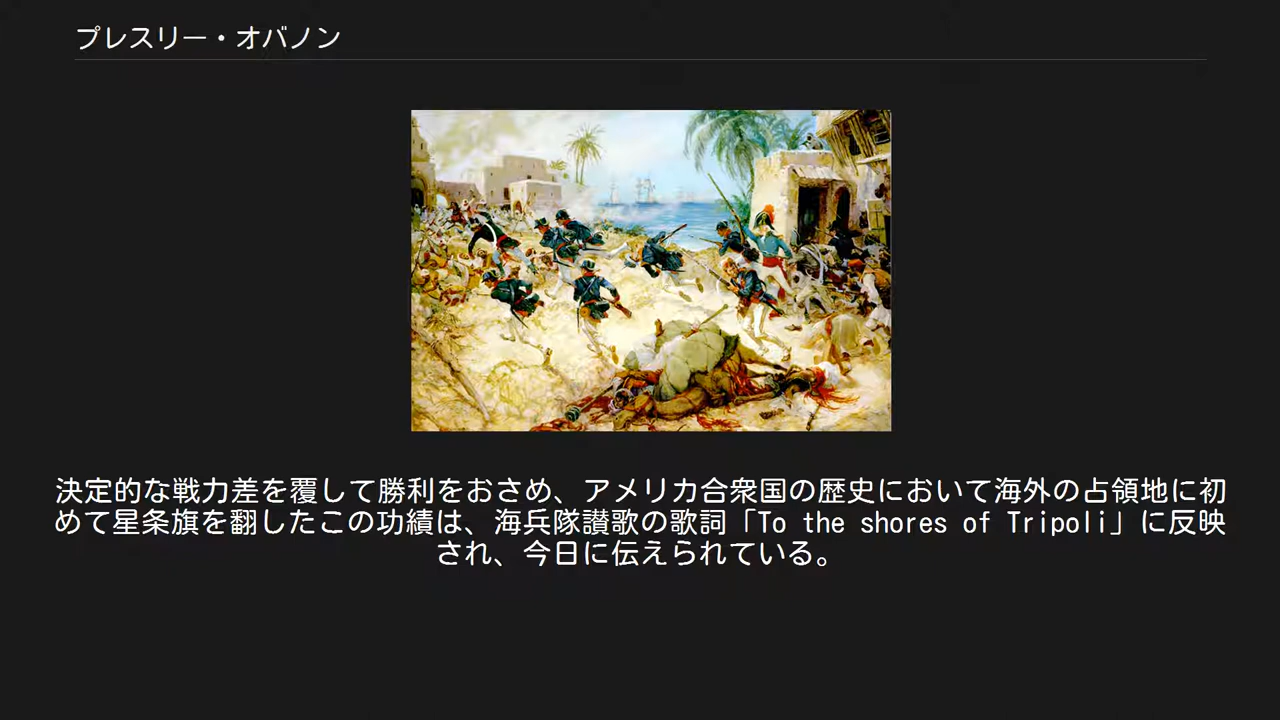 プレスリー・オバノン
決定的な戦力差を覆して勝利をおさめ、アメリカ合衆国の歴史において海外の占領地に初
めて星条旗を翻したこの功績は、海兵隊讃歌の歌詞「To the shores of Tripoli」に反映
され、今日に伝えられている。